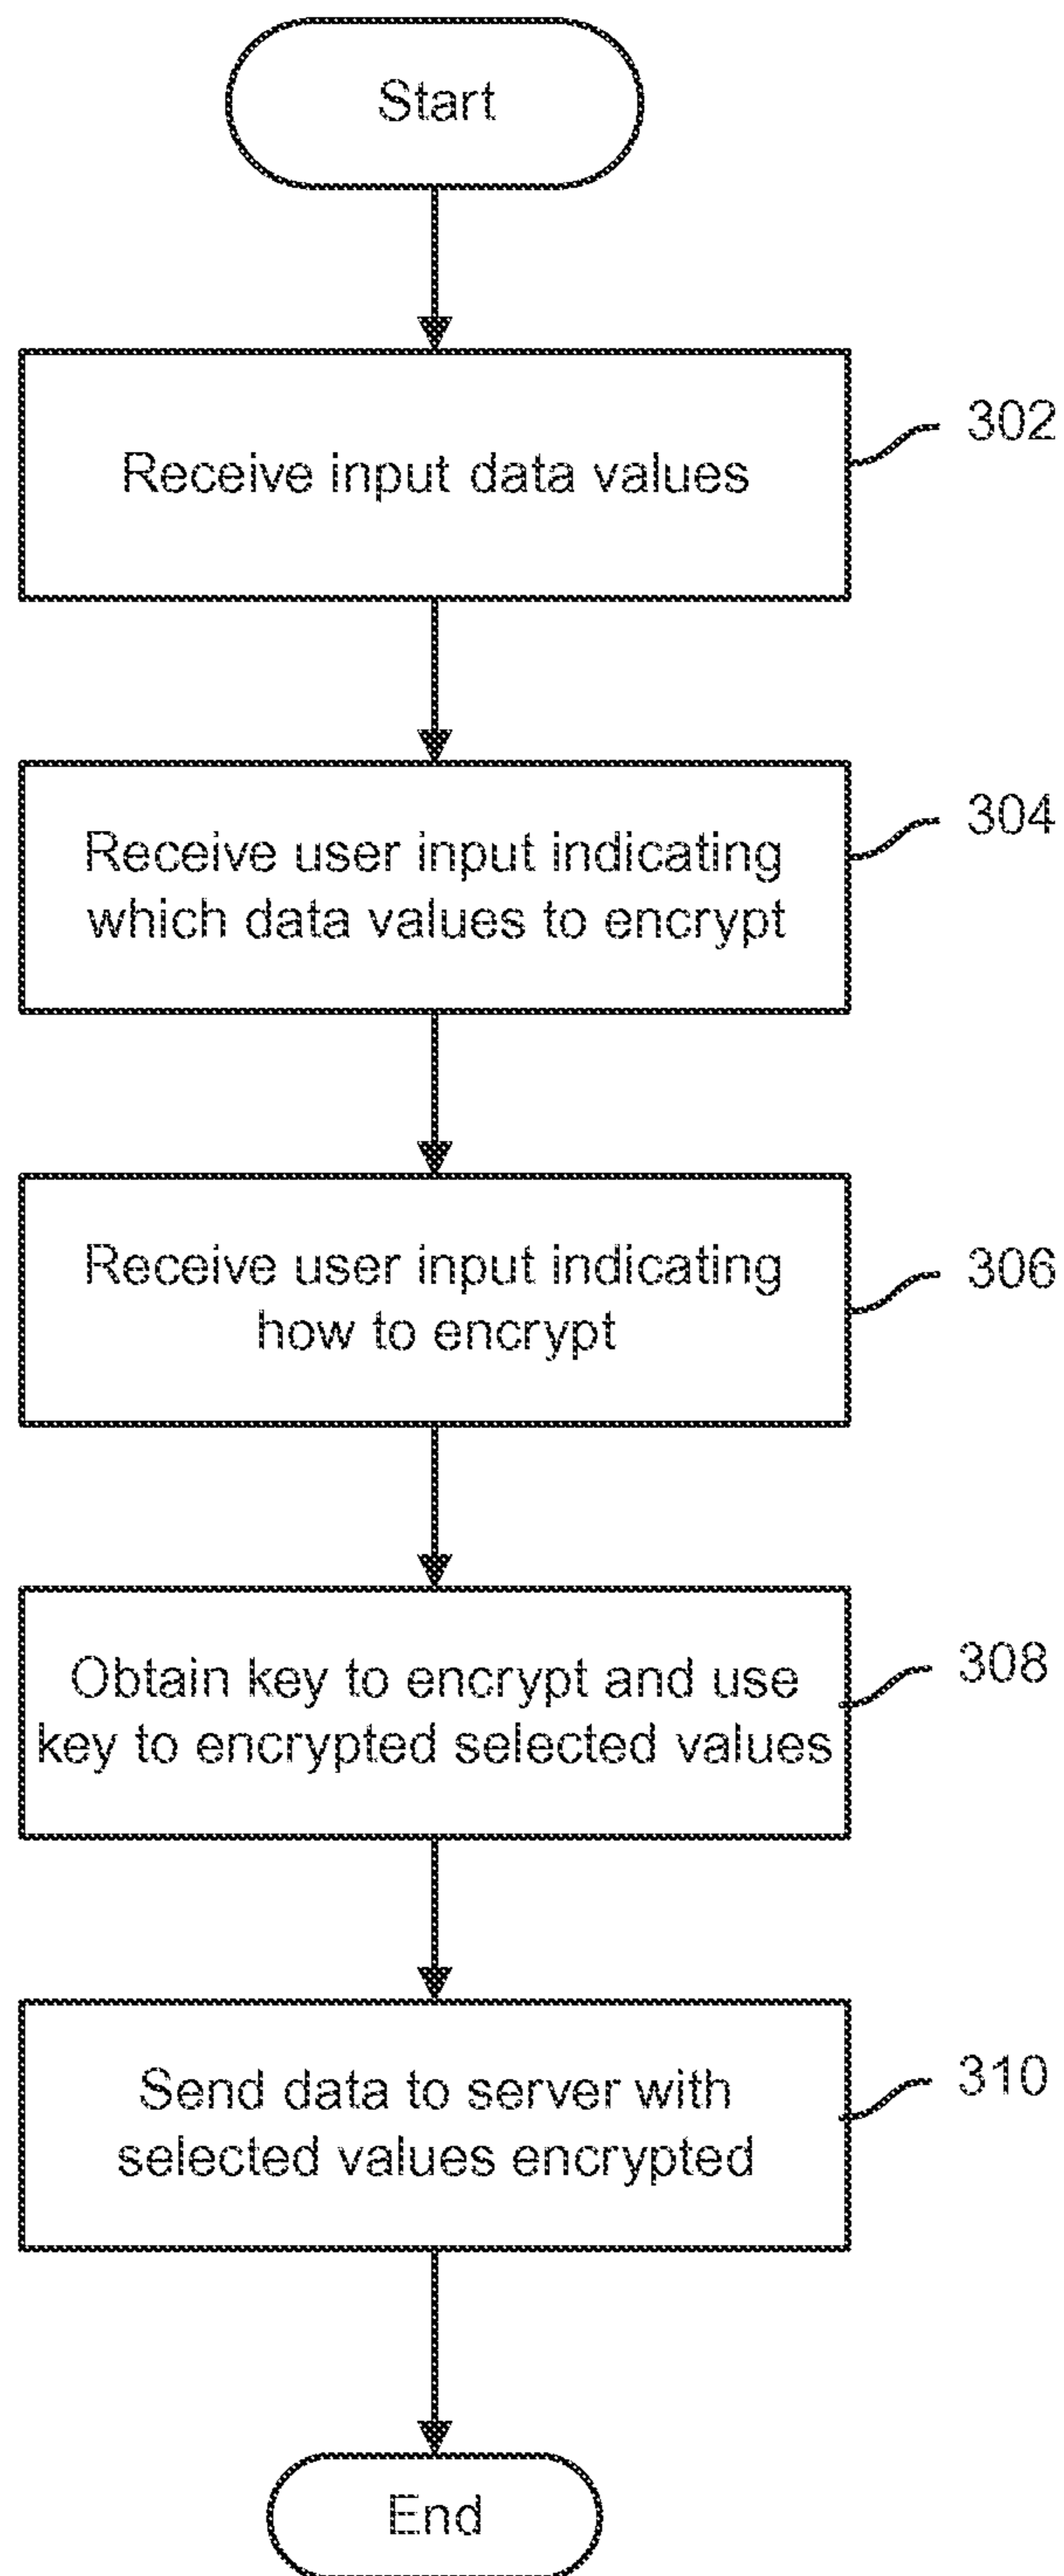 Start
Receive input data values
302
Receive user input indicating
which data values to encrypt
304
Receive user input indicating
how to encrypt
306
Obtain key to encrypt and use
key to encrypted selected values
308
Send data to server with
selected values encrypted
310
End